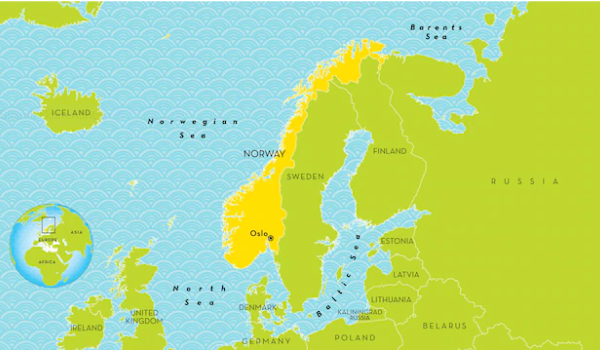 Barents
Sea
ICELAND
Norwegian
Sea
NORWAY
FINLAND
SWEDEN
RUSSIA
Oslo
ASIA
EUROPE
AFRICA
ESTONIA
Baltic Sea
LATVIA
North
Sea
DENMARK
LITHUANIA
KALININGRAD
RUSSIA
UNITED
KINGDOM
IRELAND
BELARUS
GERMANY
POLAND